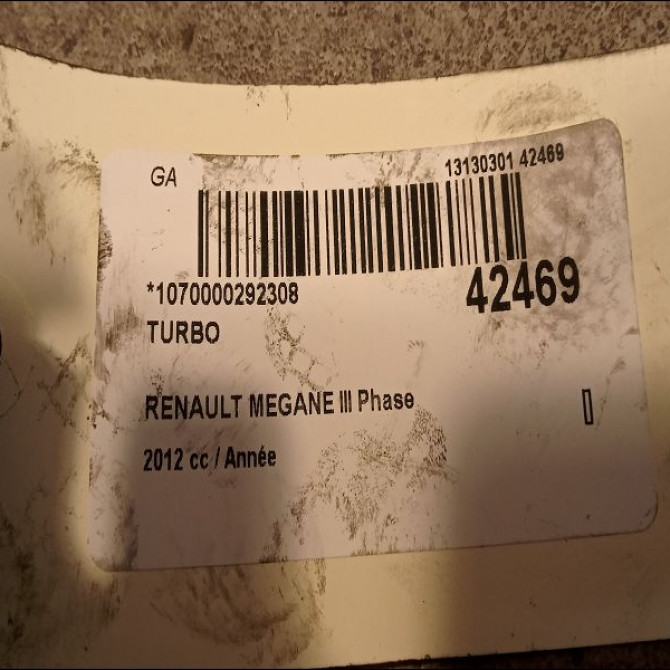 GA
13130301 42469
*1070000292308
42469
TURBO
RENAULT MEGANE III Phase
2012 cc / Année